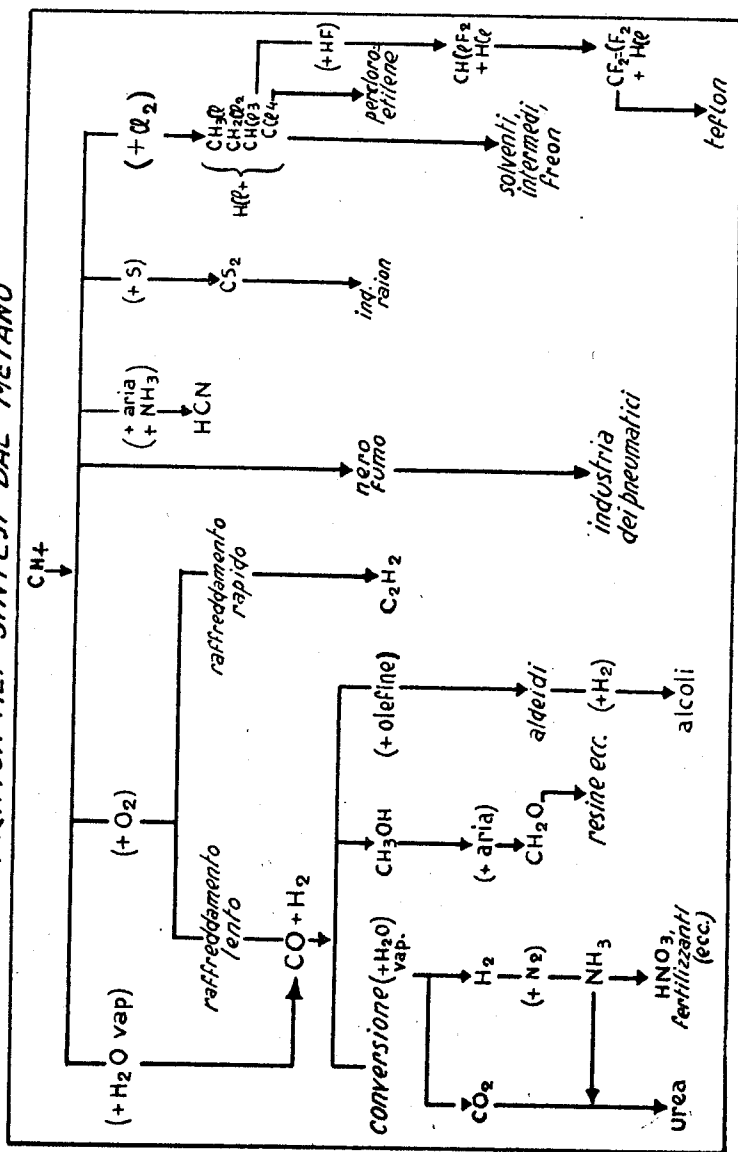 SINTESI DAL METANO
CH4
(+H2O vap)
(+ O2)
(+ aria
+ NH3)
(+ S)
(+ Cl2)
raffreddamento
lento
raffreddamento
rapido
HCN
CS2
HCl+
CH3Cl
CH2Cl2
CHCl3
CCl4
CO + H2
C2H2
nero
fumo
ind.
raion
percloro=
etilene
(+HF)
solventi,
intermedi,
freon
CHClF2
+ HCl
conversione (+H2O)
vap.
CH3OH
(+ olefine)
(+ aria)
aldeidi
CO2
H2
CH2O
(+H2)
(+ N2)
resine ecc.
alcoli
industria
dei pneumatici
CF2=CF2
+ HCl
NH3
teflon
urea
HNO3,
fertilizzanti
(ecc.)